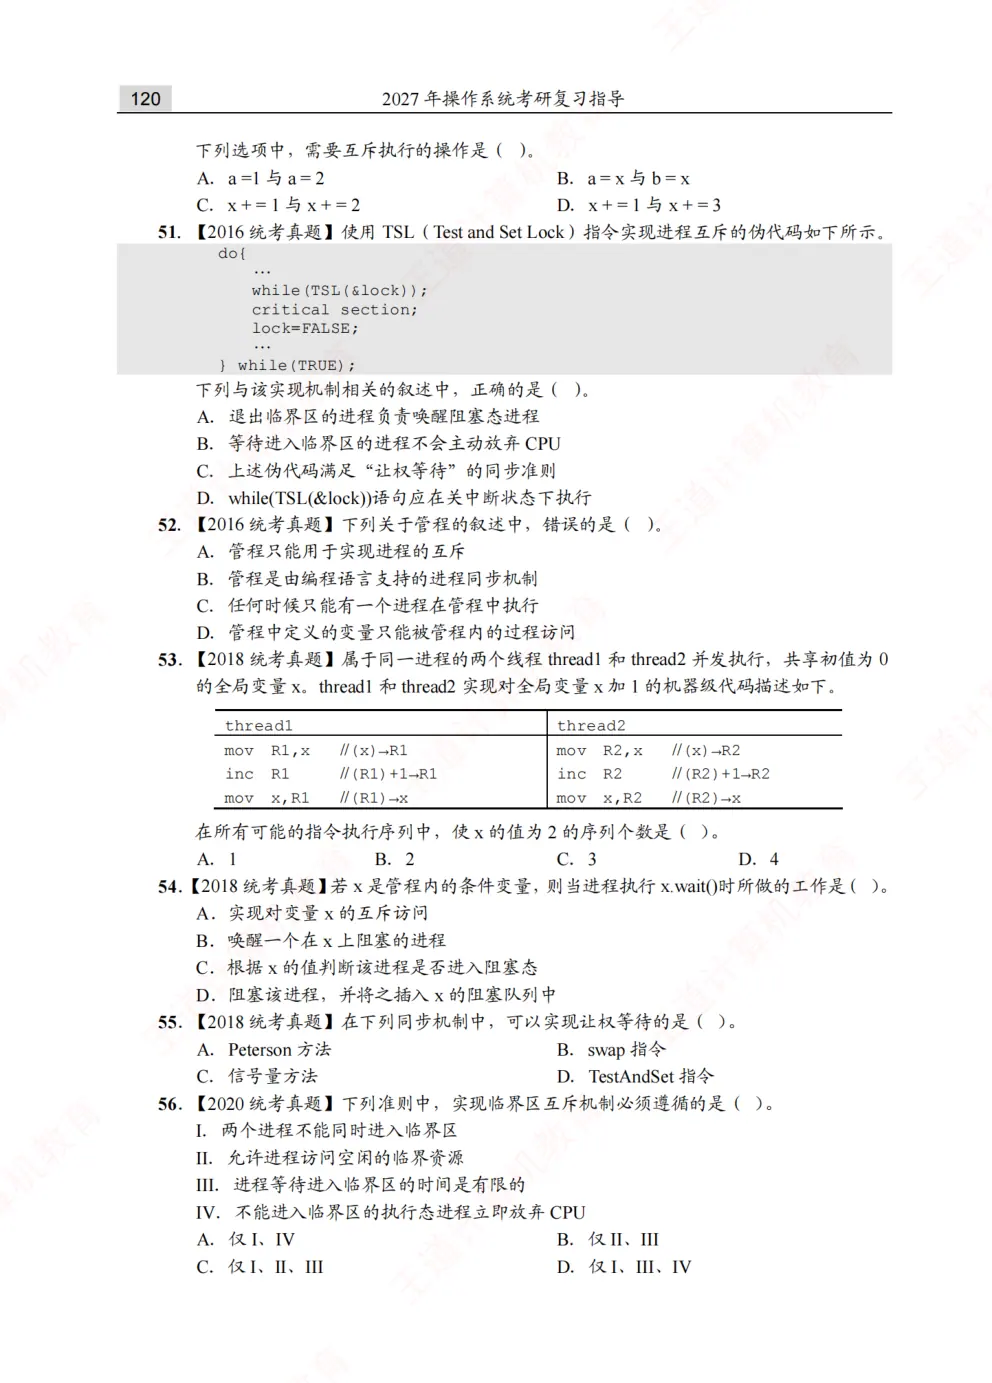 120
2027 年操作系统考研复习指导
下列选项中，需要互斥执行的操作是（ ）。
A. a =1 与 a = 2
B. a = x 与 b = x
C. x + = 1 与 x + = 2
D. x + = 1 与 x + = 3
51. 【2016 统考真题】使用 TSL（Test and Set Lock）指令实现进程互斥的伪代码如下所示。
do{
…
while(TSL(&lock));
critical section;
lock=FALSE;
…
} while(TRUE);
下列与该实现机制相关的叙述中，正确的是（ ）。
A. 退出临界区的进程负责唤醒阻塞态进程
B. 等待进入临界区的进程不会主动放弃 CPU
C. 上述伪代码满足“让权等待”的同步准则
D. while(TSL(&lock))语句应在关中断状态下执行
52. 【2016 统考真题】下列关于管程的叙述中，错误的是（ ）。
A. 管程只能用于实现进程的互斥
B. 管程是由编程语言支持的进程同步机制
C. 任何时候只能有一个进程在管程中执行
D. 管程中定义的变量只能被管程内的过程访问
53. 【2018 统考真题】属于同一进程的两个线程 thread1 和 thread2 并发执行，共享初值为 0
的全局变量 x。thread1 和 thread2 实现对全局变量 x 加 1 的机器级代码描述如下。
thread1 thread2
mov R1,x //(x)→R1 mov R2,x //(x)→R2
inc R1 //(R1)+1→R1 inc R2 //(R2)+1→R2
mov x,R1 //(R1)→x mov x,R2 //(R2)→x
在所有可能的指令执行序列中，使 x 的值为 2 的序列个数是（ ）。
A. 1 B. 2 C. 3 D. 4
54. 【2018 统考真题】若 x 是管程内的条件变量，则当进程执行 x.wait()时所做的工作是（ ）。
A. 实现对变量 x 的互斥访问
B. 唤醒一个在 x 上阻塞的进程
C. 根据 x 的值判断该进程是否进入阻塞态
D. 阻塞该进程，并将之插入 x 的阻塞队列中
55. 【2018 统考真题】在下列同步机制中，可以实现让权等待的是（ ）。
A. Peterson 方法
B. swap 指令
C. 信号量方法
D. TestAndSet 指令
56. 【2020 统考真题】下列准则中，实现临界区互斥机制必须遵循的是（ ）。
I. 两个进程不能同时进入临界区
II. 允许进程访问空闲的临界资源
III. 进程等待进入临界区的时间是有限的
IV. 不能进入临界区的执行态进程立即放弃 CPU
A. 仅 I、IV
B. 仅 II、III
C. 仅 I、II、III
D. 仅 I、III、IV